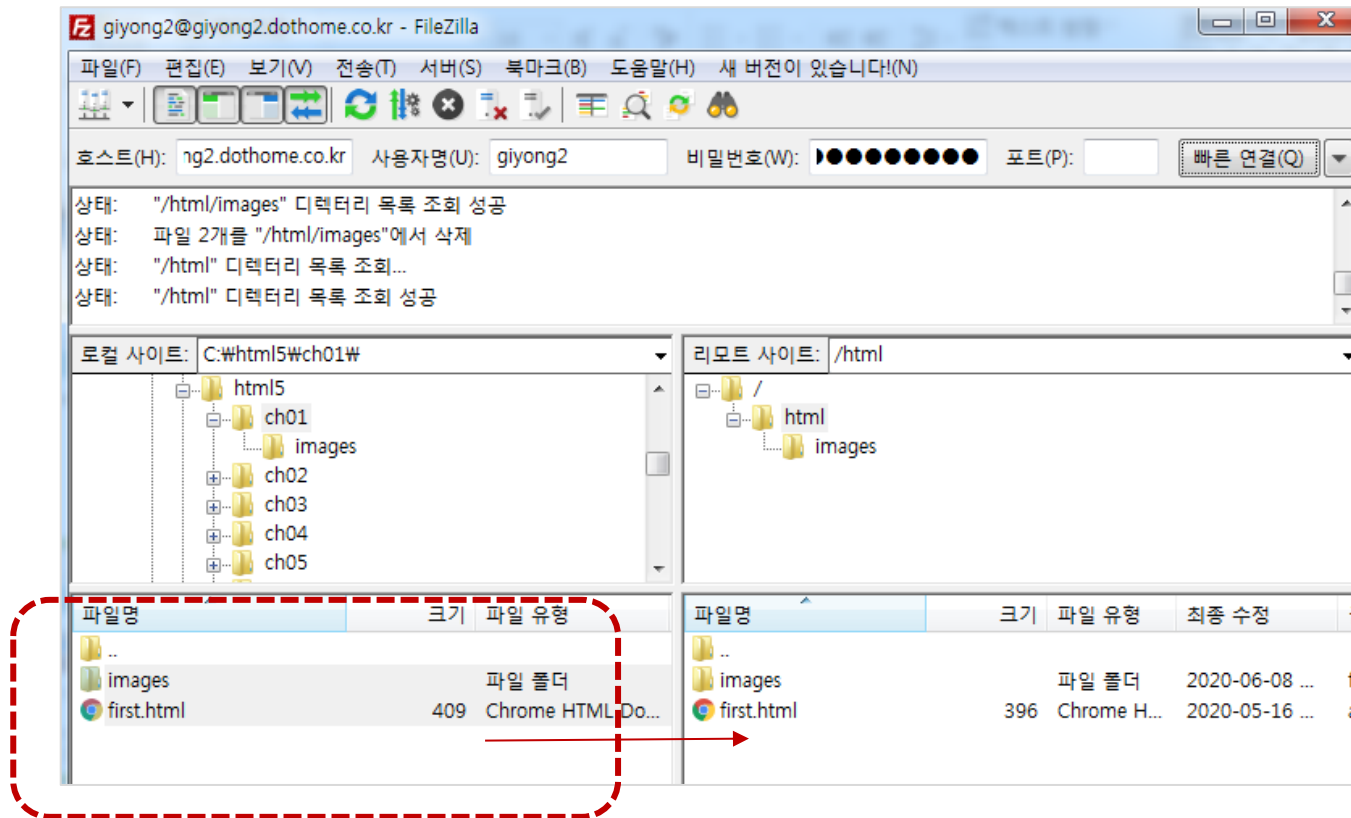 giyong2@giyong2.dothome.co.kr - FileZilla
파일(F) 편집(E) 보기(V) 전송(T) 서버(S) 북마크(B) 도움말(H) 새 버전이 있습니다!(N)
호스트(H): ng2.dothome.co.kr 사용자명(U): giyong2 비밀번호(W): ●●●●●●●●● 포트(P): 빠른 연결(Q)
상태: "/html/images" 디렉터리 목록 조회 성공
상태: 파일 2개를 "/html/images"에서 삭제
상태: "/html" 디렉터리 목록 조회...
상태: "/html" 디렉터리 목록 조회 성공
로컬 사이트: C:₩html5₩ch01₩
html5
ch01
images
ch02
ch03
ch04
ch05
리모트 사이트: /html
/
html
images
파일명 크기 파일 유형
..
images 파일 폴더
first.html 409 Chrome HTML Do...
파일명 크기 파일 유형 최종 수정
..
images 파일 폴더 2020-06-08 ...
first.html 396 Chrome H... 2020-05-16 ...